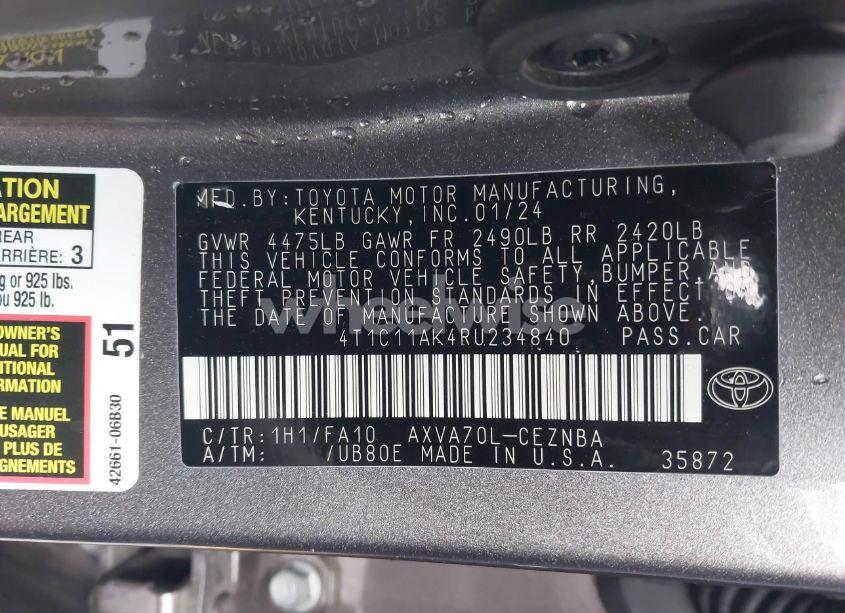 ATION
ARGEMENT
REAR
ARRIÈRE: 3
g or 925 lbs.
ou 925 lb.
OWNER'S
UAL FOR
ITIONAL
RMATION
E MANUEL
USAGER
PLUS DE
GNEMENTS
51
42661-06B30
MFD.BY:TOYOTA MOTOR MANUFACTURING,
KENTUCKY,INC.01/24
GVWR 4475LB GAWR FR 2490LB RR 2420LB
THIS VEHICLE CONFORMS TO ALL APPLICABLE
FEDERAL MOTOR VEHICLE SAFETY,BUMPER,AND
THEFT PREVENTION STANDARDS IN EFFECT ON
THE DATE OF MANUFACTURE SHOWN ABOVE.
4T1C11AK4RU234840 PASS.CAR
C/TR:1H1/FA10 AXVA70L-CEZNBA
A/TM: /UB80E MADE IN U.S.A. 35872
wheelwise